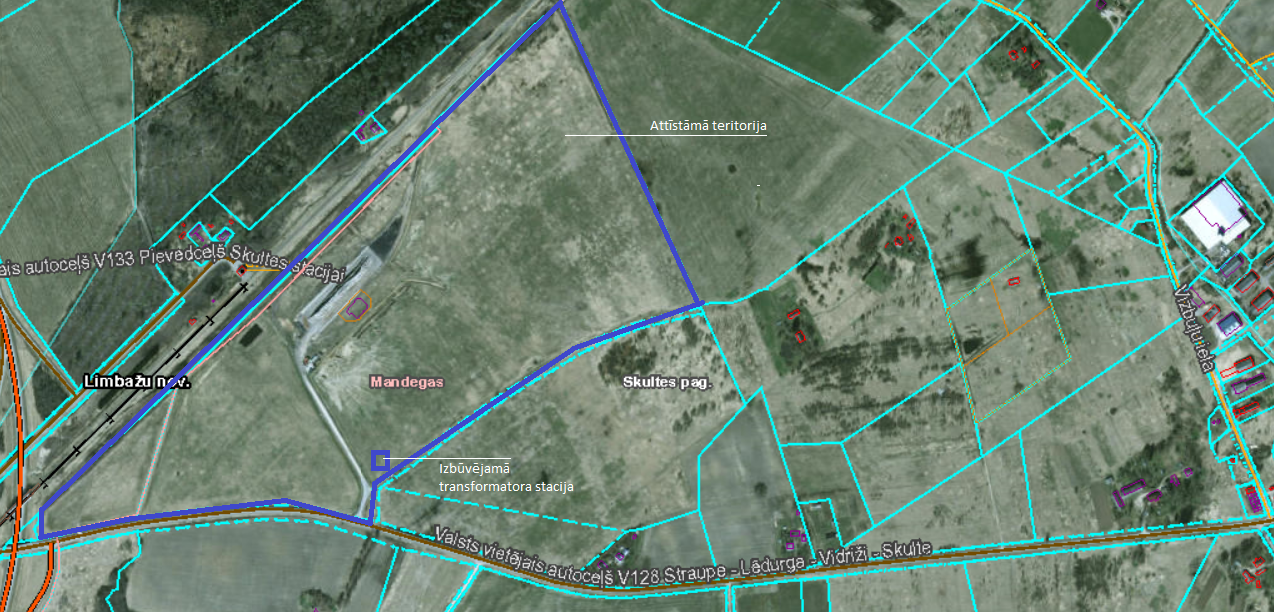 Attīstāmā teritorija
ais autoceļš V133 Pievedceļš Skultes stacijai
Vizbuļu iela
Limbažu nov.
Mandegas
Skultes pag.
Izbūvējamā
transformatora stacija
Valsts vietējais autoceļš V128 Straupe - Lēdurga - Vidriži - Skulte